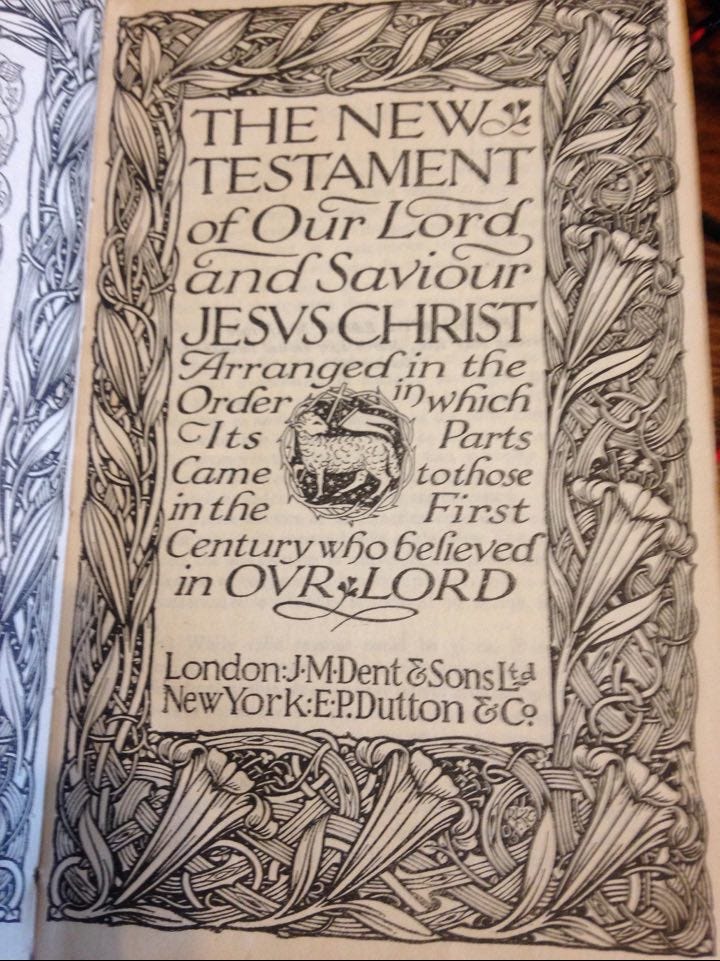 THE NEW
TESTAMENT
of Our Lord
and Saviour
JESVS CHRIST
Arranged in the
Order in which
Its Parts
Came to those
in the First
Century who believed
in OVR LORD
London: J·M·Dent & Sons Ltd
New York: E·P·Dutton & Co